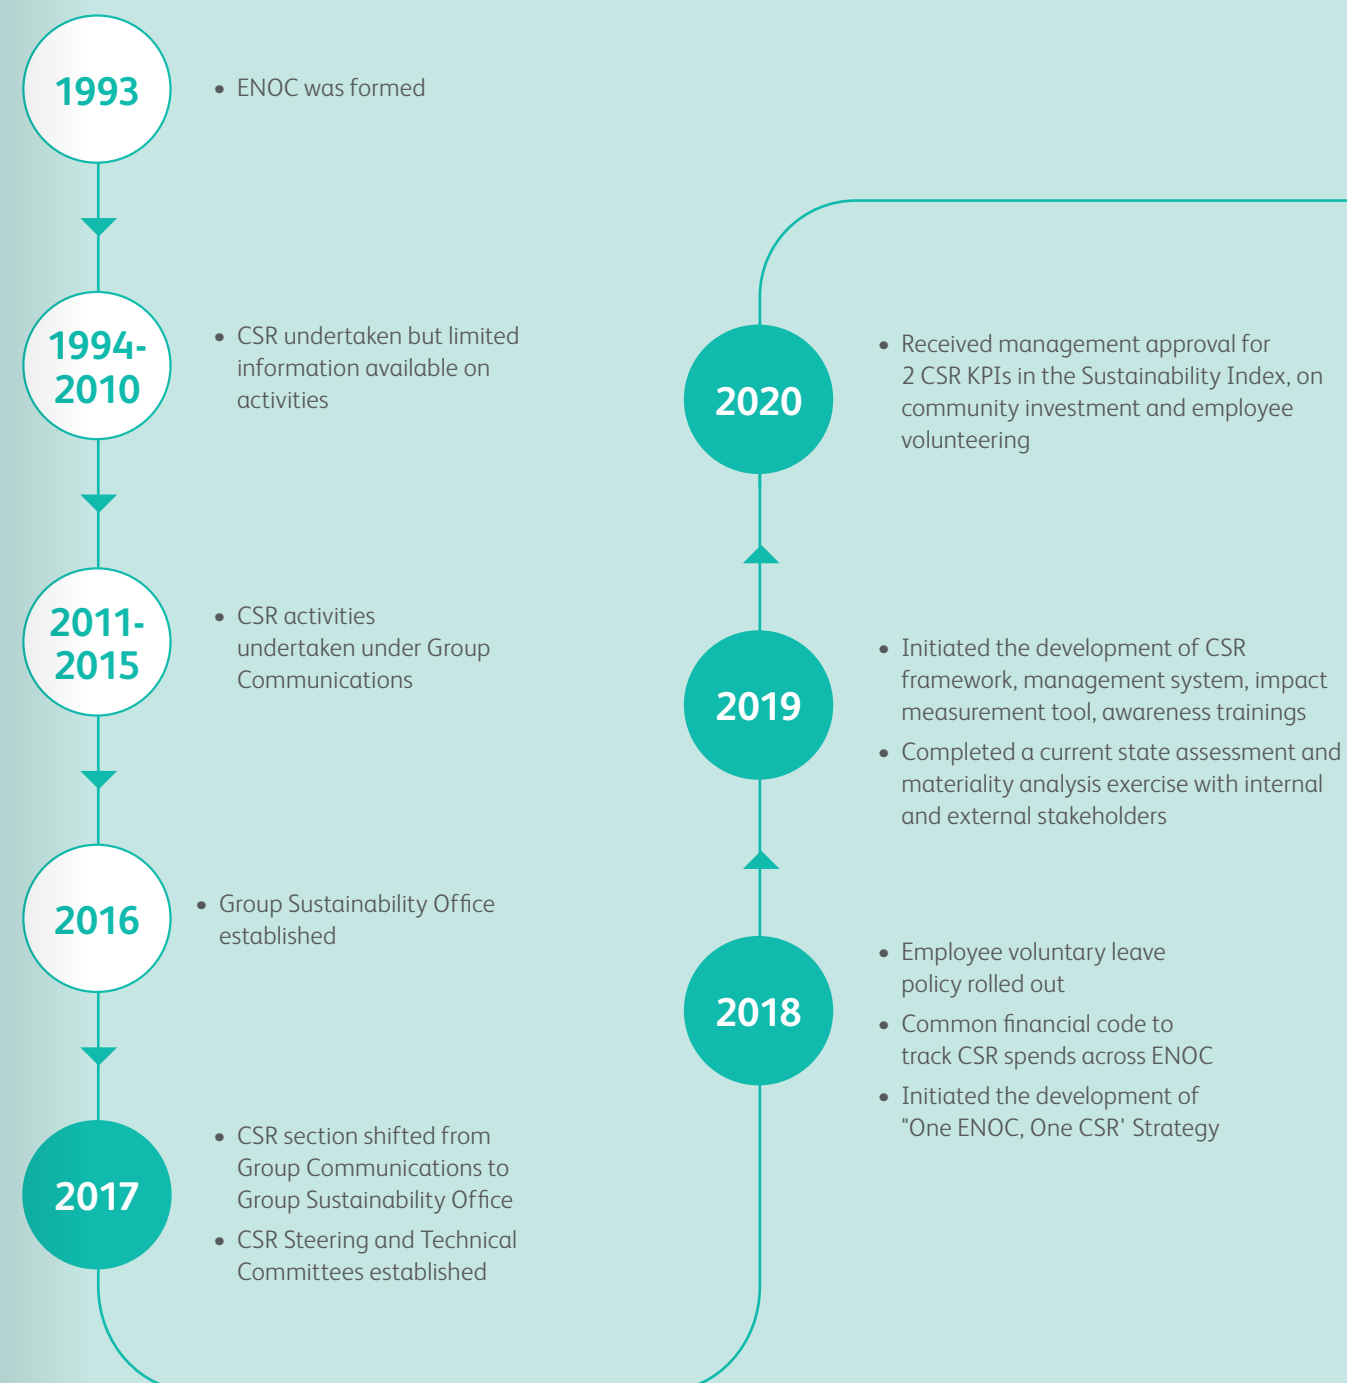 1993
• ENOC was formed
1994-
2010
• CSR undertaken but limited
information available on
activities
2011-
2015
• CSR activities
undertaken under Group
Communications
2016
• Group Sustainability Office
established
2017
• CSR section shifted from
Group Communications to
Group Sustainability Office
• CSR Steering and Technical
Committees established
2018
• Employee voluntary leave
policy rolled out
• Common financial code to
track CSR spends across ENOC
• Initiated the development of
"One ENOC, One CSR' Strategy
2019
• Initiated the development of CSR
framework, management system, impact
measurement tool, awareness trainings
• Completed a current state assessment and
materiality analysis exercise with internal
and external stakeholders
2020
• Received management approval for
2 CSR KPIs in the Sustainability Index, on
community investment and employee
volunteering